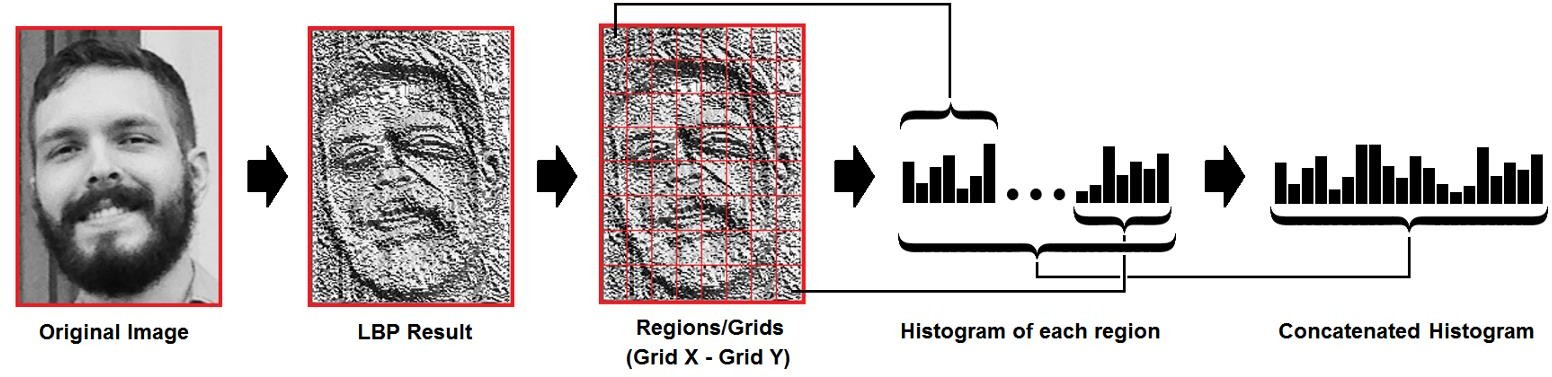 Original Image
LBP Result
Regions/Grids
(Grid X - Grid Y)
Histogram of each region
Concatenated Histogram